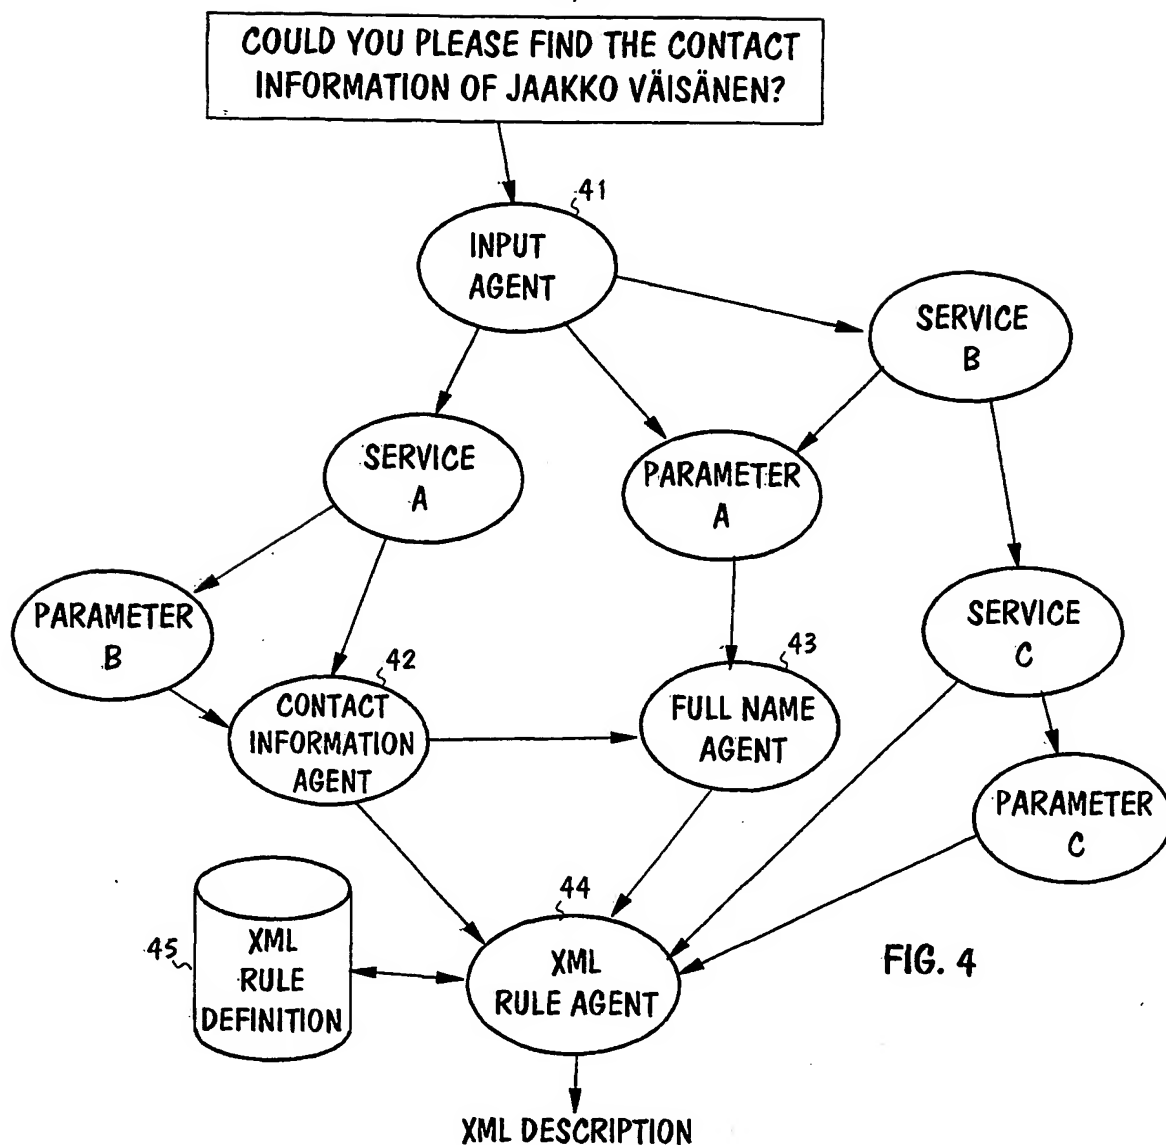 COULD YOU PLEASE FIND THE CONTACT
INFORMATION OF JAAKKO VÄISÄNEN?
41
INPUT
AGENT
SERVICE
B
SERVICE
A
PARAMETER
A
PARAMETER
B
SERVICE
C
42
CONTACT
INFORMATION
AGENT
43
FULL NAME
AGENT
PARAMETER
C
44
45
XML
RULE
DEFINITION
XML
RULE AGENT
FIG. 4
XML DESCRIPTION